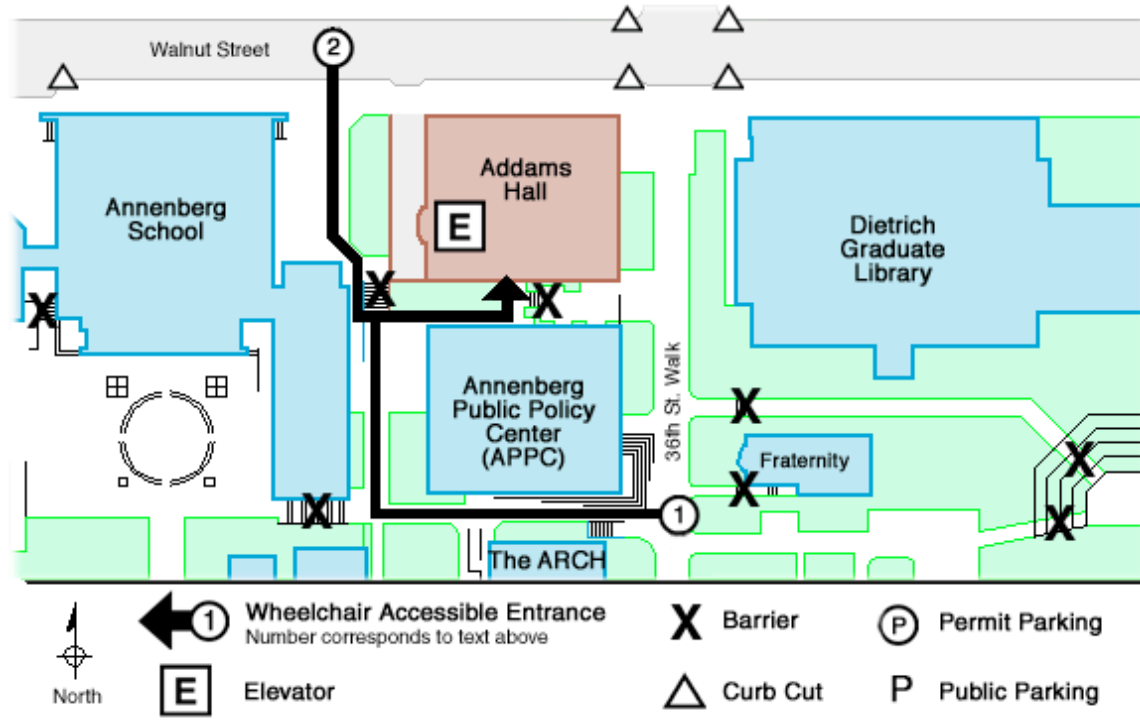 Walnut Street
2
Addams
Hall
E
Annenberg
School
Dietrich
Graduate
Library
X
X
X
Annenberg
Public Policy
Center
(APPC)
36th St. Walk
X
Fraternity
X
X
X
X
1
The ARCH
1
Wheelchair Accessible Entrance
Number corresponds to text above
X
Barrier
P
Permit Parking
North
E
Elevator
Curb Cut
P
Public Parking